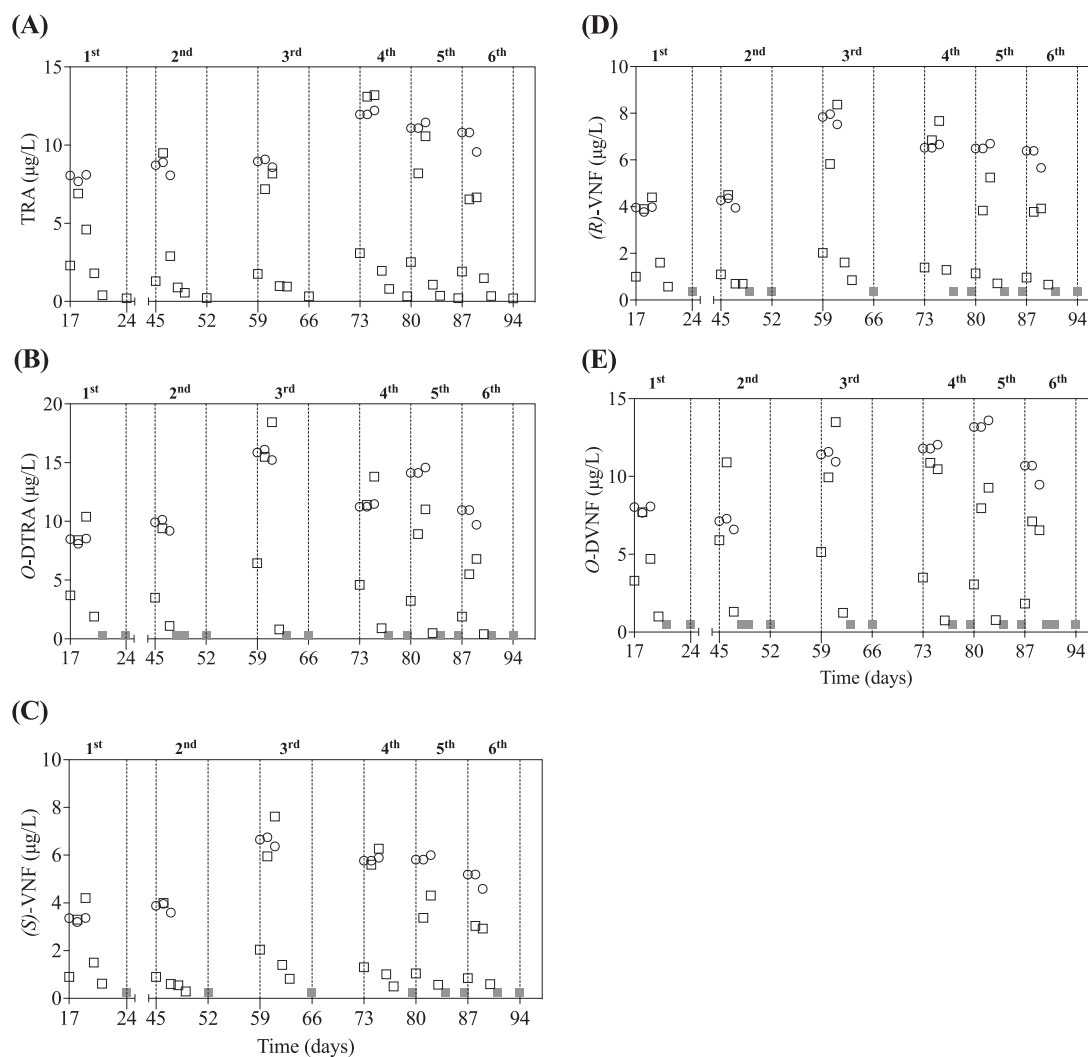 (A)
1st 2nd 3rd 4th 5th 6th
TRA (µg/L)
15
10
5
0
17 24 45 52 59 66 73 80 87 94
(B)
1st 2nd 3rd 4th 5th 6th
O-DTRA (µg/L)
20
15
10
5
0
17 24 45 52 59 66 73 80 87 94
(C)
1st 2nd 3rd 4th 5th 6th
(S)-VNF (µg/L)
10
8
6
4
2
0
17 24 45 52 59 66 73 80 87 94
Time (days)
(D)
1st 2nd 3rd 4th 5th 6th
(R)-VNF (µg/L)
10
8
6
4
2
0
17 24 45 52 59 66 73 80 87 94
(E)
1st 2nd 3rd 4th 5th 6th
O-DVNF (µg/L)
15
10
5
0
17 24 45 52 59 66 73 80 87 94
Time (days)